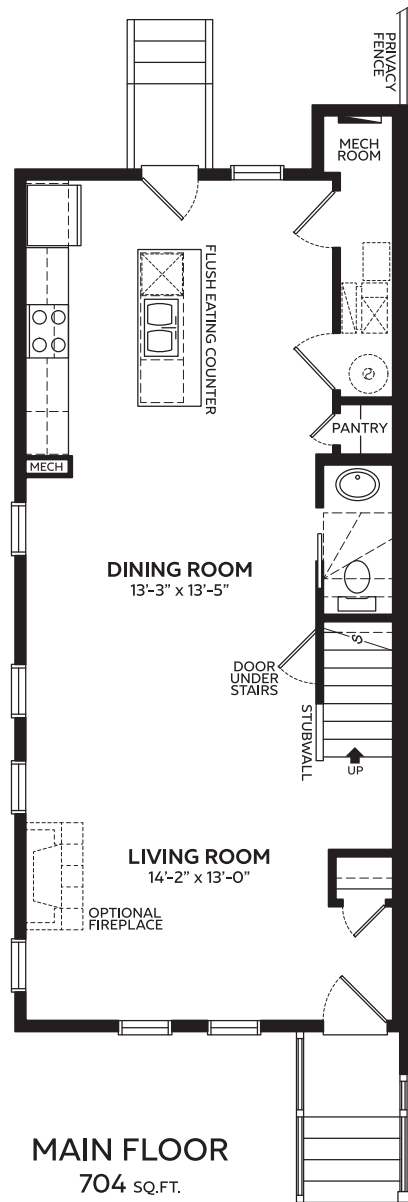 PRIVACY
FENCE
MECH
ROOM
FLUSH EATING COUNTER
PANTRY
MECH
DINING ROOM
13'-3" x 13'-5"
DOOR
UNDER
STAIRS
STUBWALL
UP
LIVING ROOM
14'-2" x 13'-0"
OPTIONAL
FIREPLACE
MAIN FLOOR
704 SQ.FT.